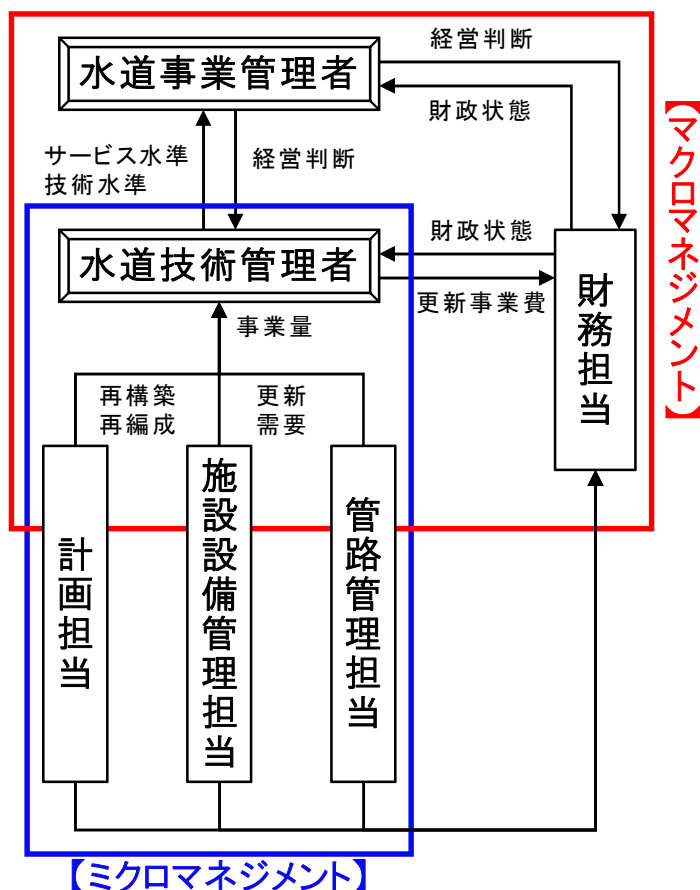 経営判断
水道事業管理者
財政状態
サービス水準
技術水準
経営判断
【マクロマネジメント】
水道技術管理者
財政状態
更新事業費
財務担当
事業量
再構築
再編成
更新
需要
計画担当
施設設備管理担当
管路管理担当
【ミクロマネジメント】